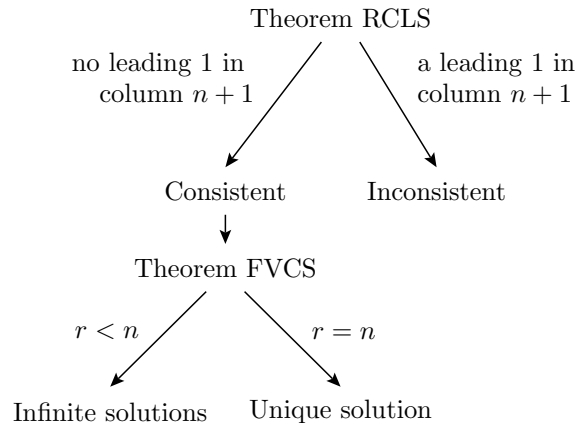 Theorem RCLS
no leading 1 in
column n + 1
a leading 1 in
column n + 1
Consistent
Inconsistent
Theorem FVCS
r < n
r = n
Infinite solutions
Unique solution